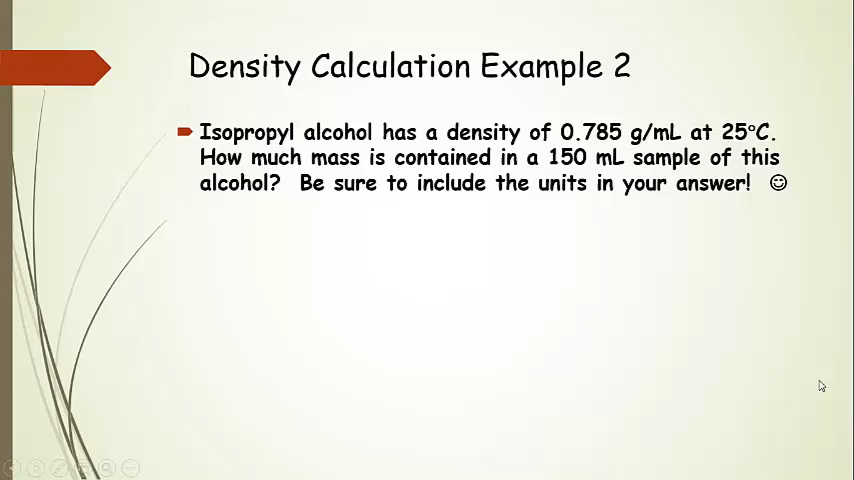 Density Calculation Example 2
Isopropyl alcohol has a density of 0.785 g/mL at 25°C.
How much mass is contained in a 150 mL sample of this
alcohol? Be sure to include the units in your answer! ☺